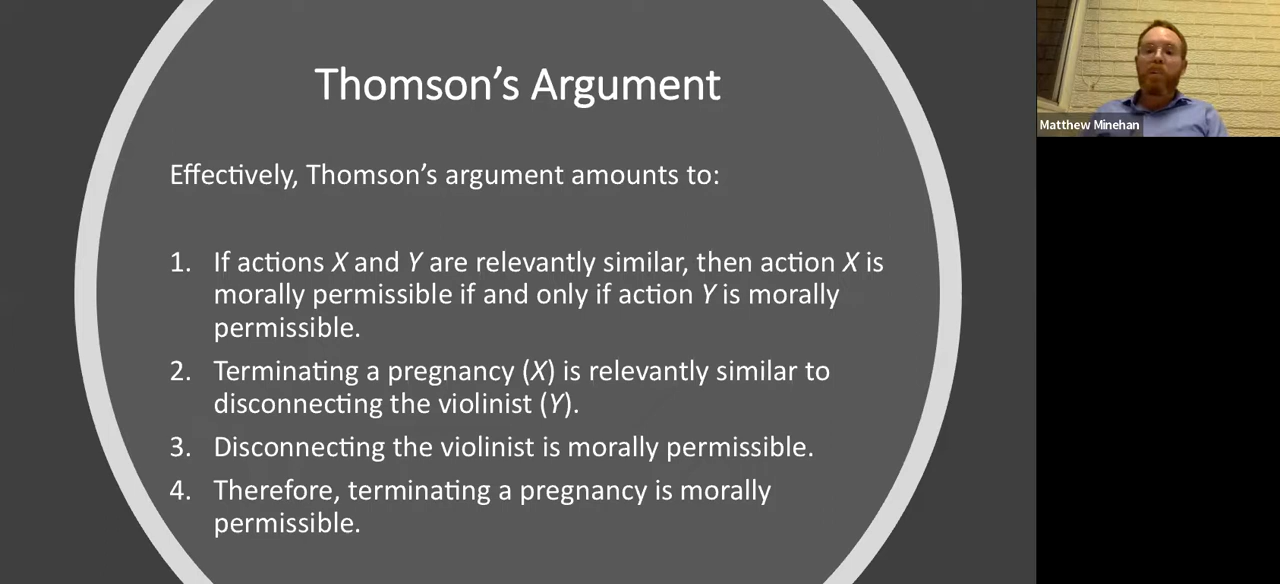 Thomson’s Argument
Effectively, Thomson’s argument amounts to:
1. If actions X and Y are relevantly similar, then action X is
morally permissible if and only if action Y is morally
permissible.
2. Terminating a pregnancy (X) is relevantly similar to
disconnecting the violinist (Y).
3. Disconnecting the violinist is morally permissible.
4. Therefore, terminating a pregnancy is morally
permissible.
Matthew Minehan